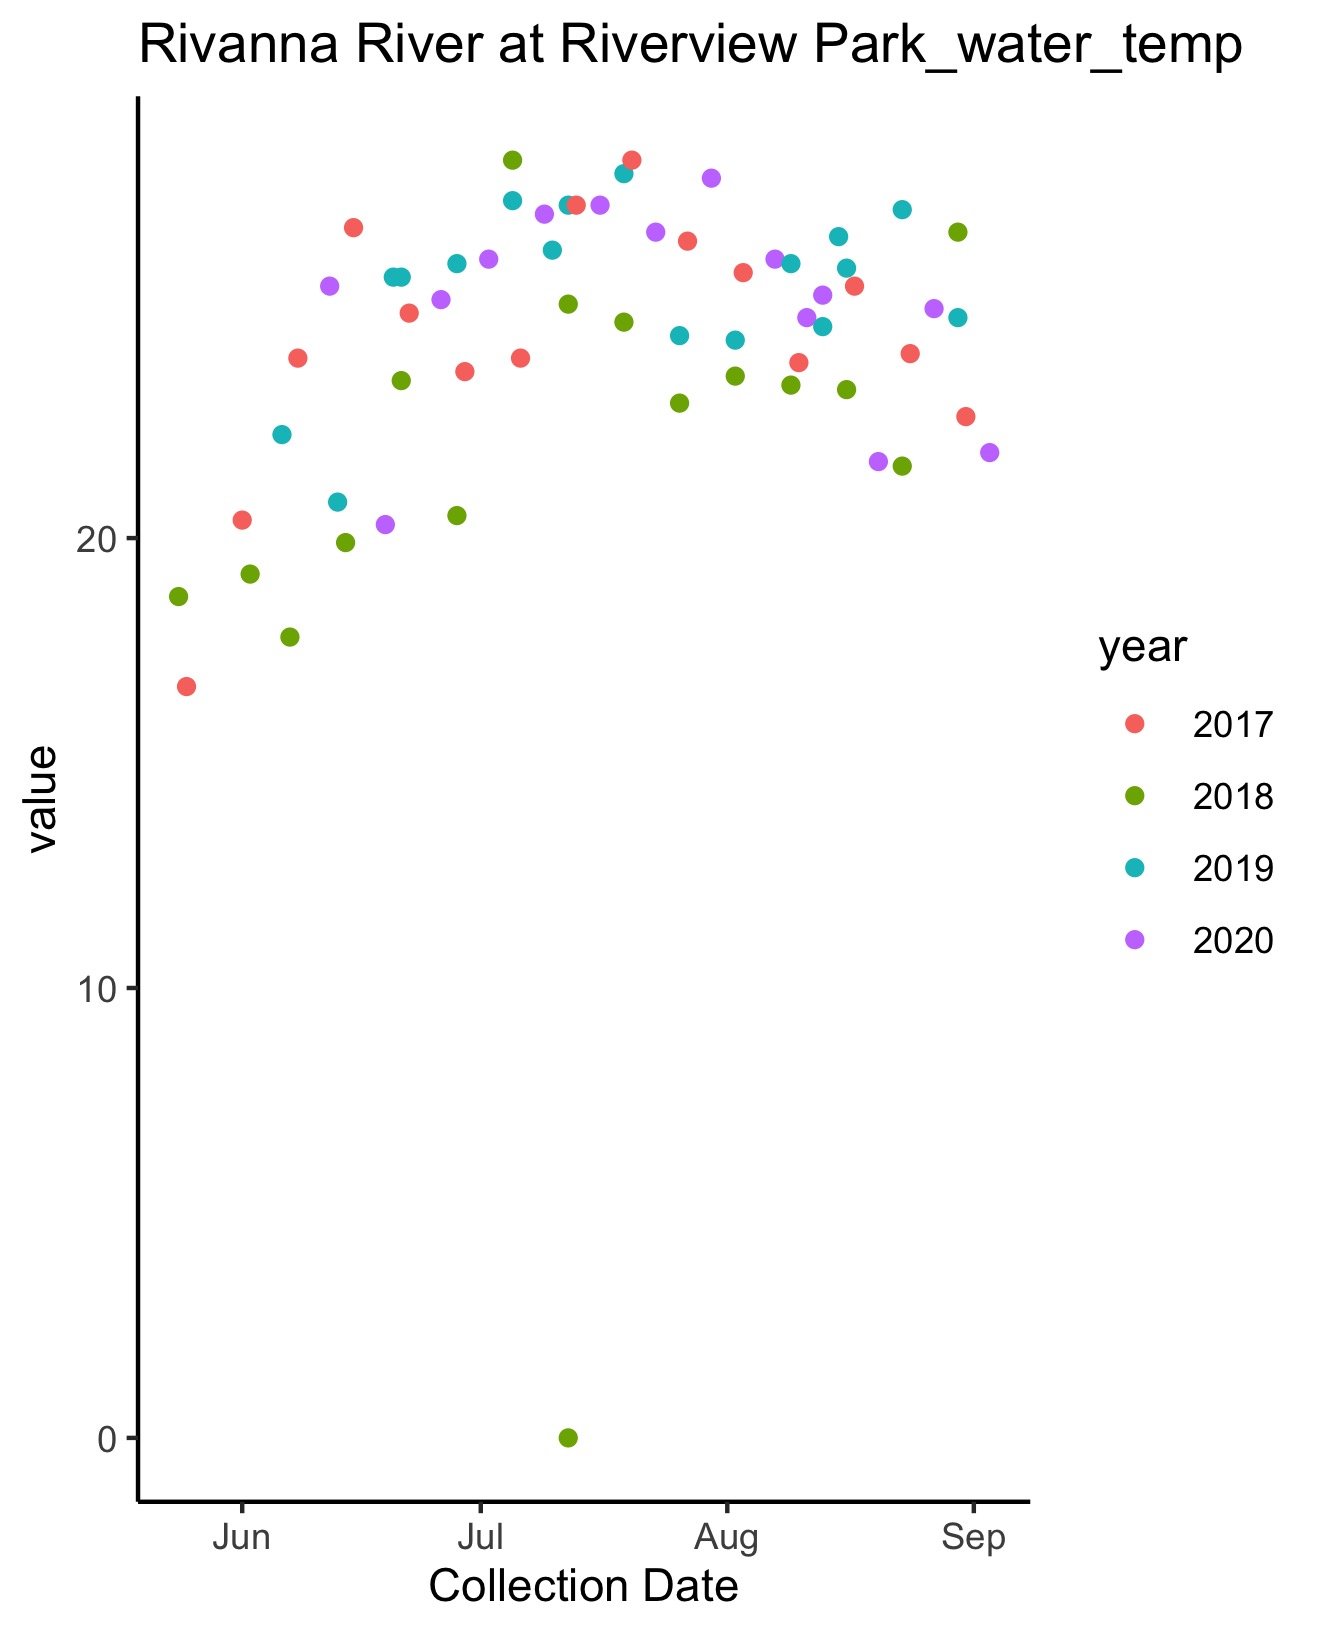 Rivanna River at Riverview Park_water_temp
value
20
10
0
Jun Jul Aug Sep
Collection Date
year
2017
2018
2019
2020